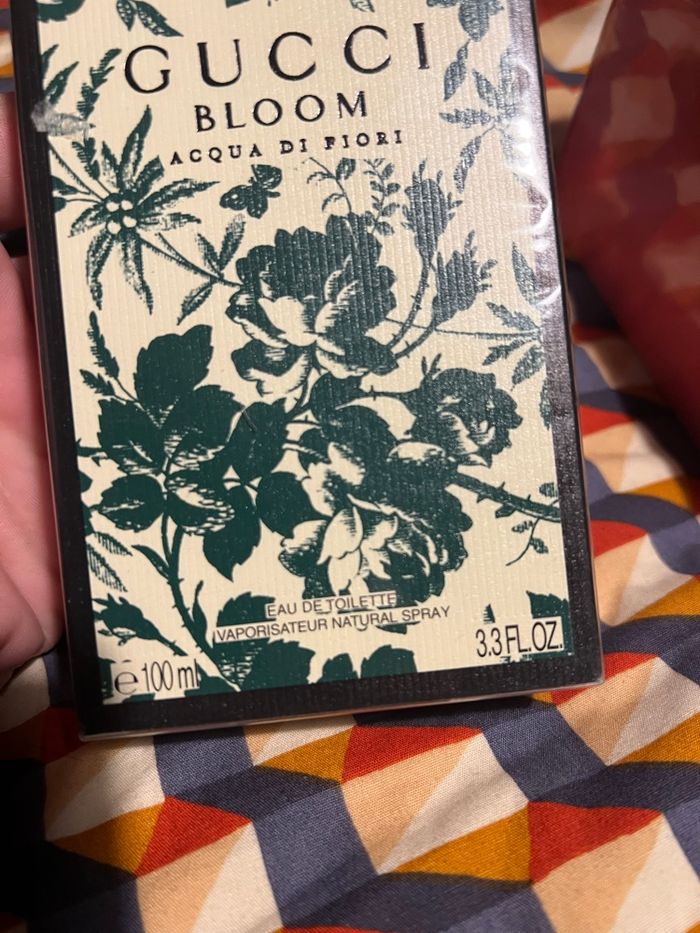 GUCCI
BLOOM
ACQUA DI FIORI
EAU DE TOILETTE
VAPORISATEUR NATURAL SPRAY
e 100 ml
3.3 FL. OZ.